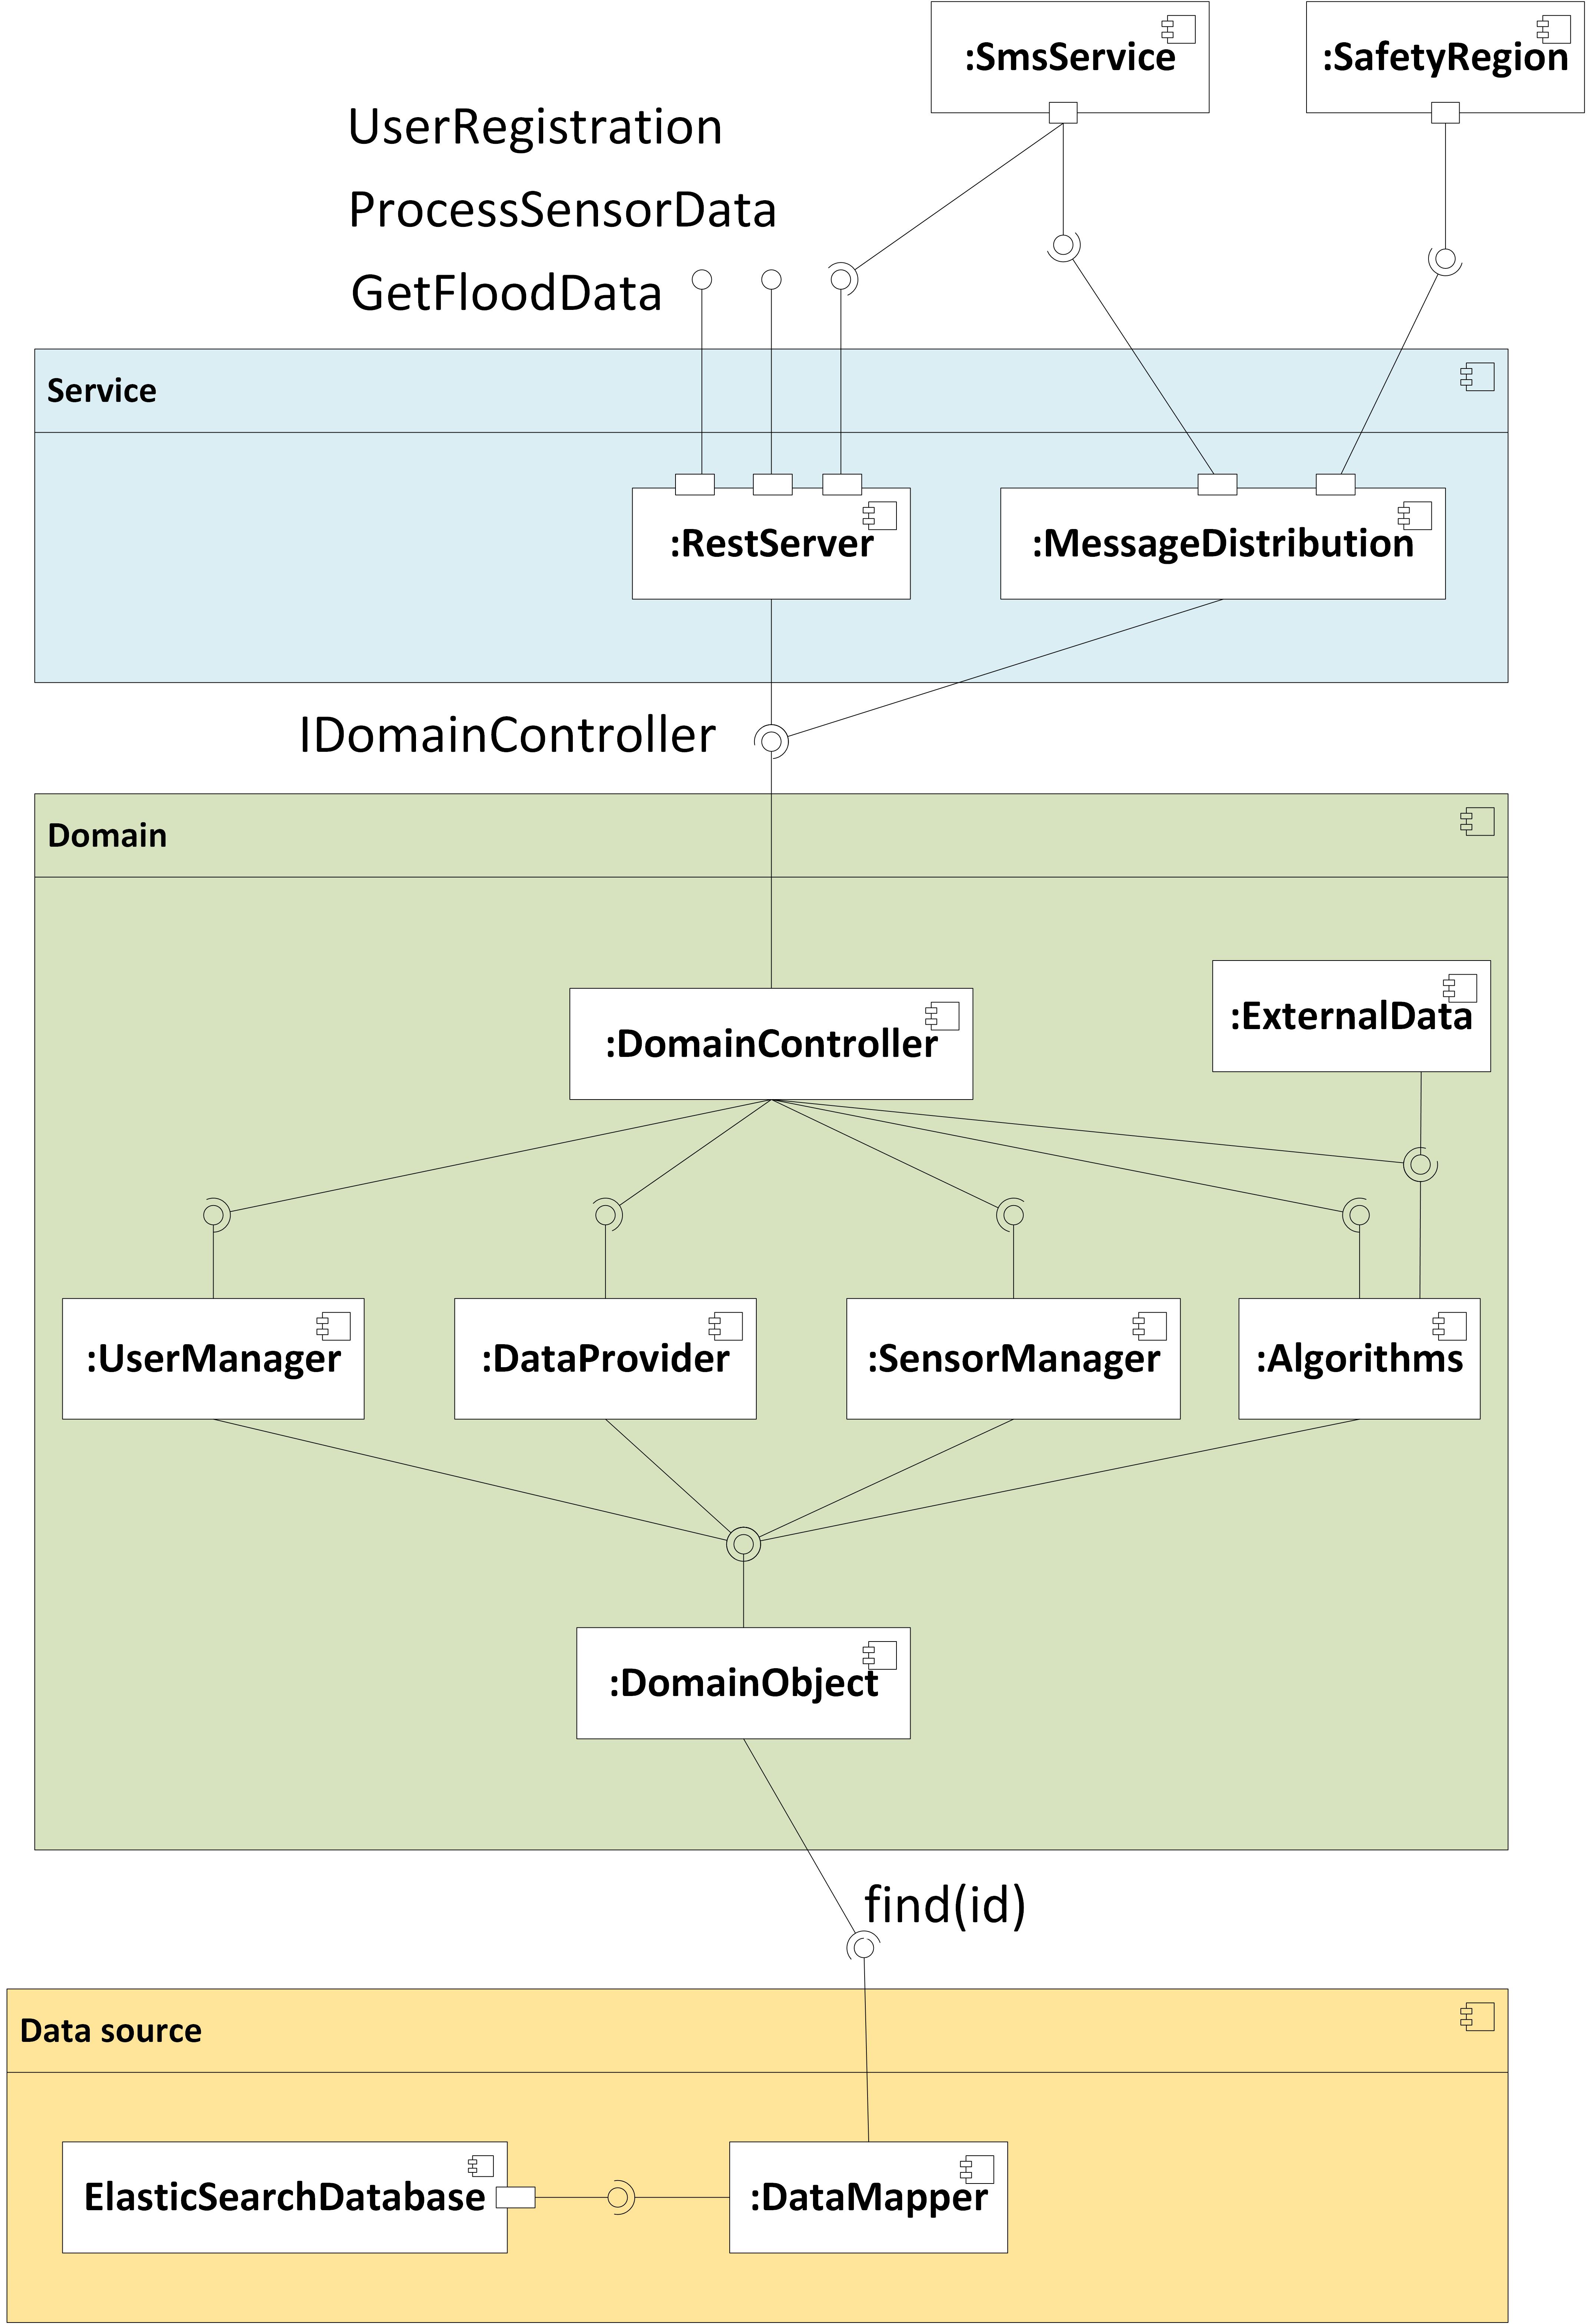 :SmsService
:SafetyRegion
UserRegistration
ProcessSensorData
GetFloodData
Service
:RestServer
:MessageDistribution
IDomainController
Domain
:DomainController
:ExternalData
:UserManager
:DataProvider
:SensorManager
:Algorithms
:DomainObject
find(id)
Data source
ElasticSearchDatabase
:DataMapper